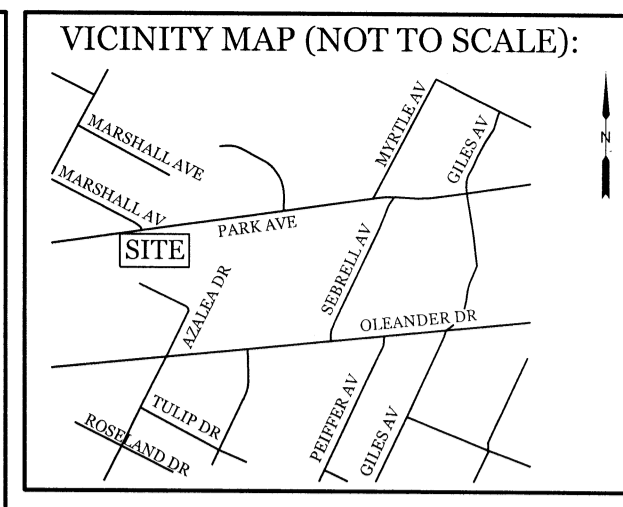 VICINITY MAP (NOT TO SCALE):
MARSHALL AVE
MYRTLE AV
GILES AV
N
MARSHALL AV
PARK AVE
SITE
SEBRELL AV
AZALEA DR
OLEANDER DR
TULIP DR
PEIFFER AV
GILES AV
ROSELAND DR